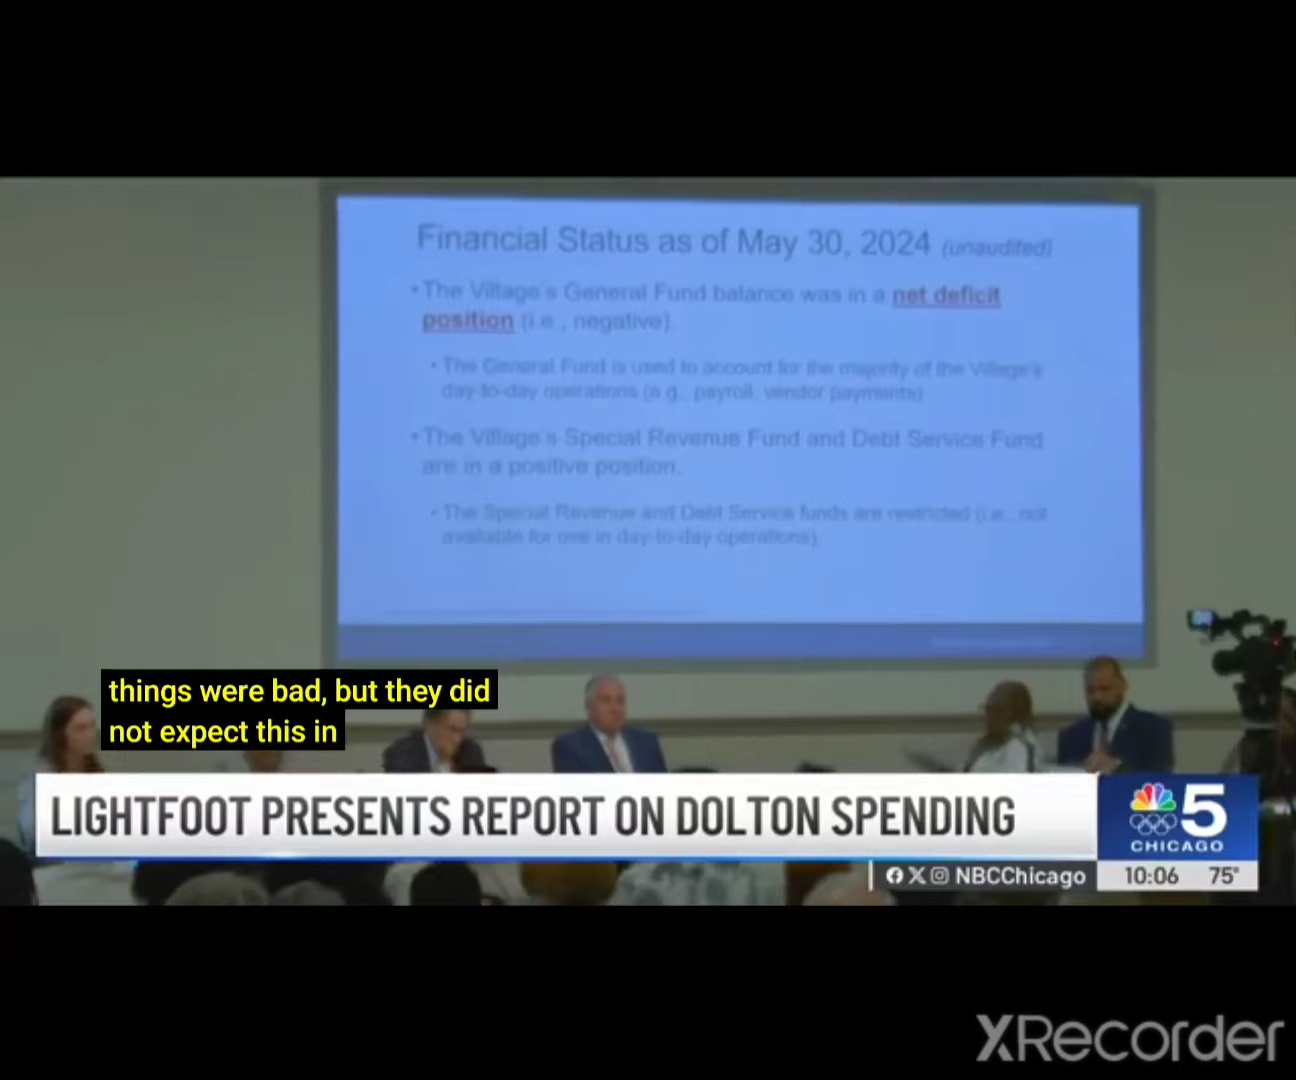 Financial Status as of May 30, 2024 (unaudited)
• The Village's General Fund balance was in a net deficit
position (i.e., negative).
• The General Fund is used to account for the majority of the Village's
day-to-day operations (e.g., payroll, vendor payments)
• The Village's Special Revenue Fund and Debt Service Fund
are in a positive position.
• The Special Revenue and Debt Service funds are restricted (i.e., not
available for use in day-to-day operations).
things were bad, but they did
not expect this in
LIGHTFOOT PRESENTS REPORT ON DOLTON SPENDING
5
CHICAGO
NBCChicago
10:06 75°
XRecorder